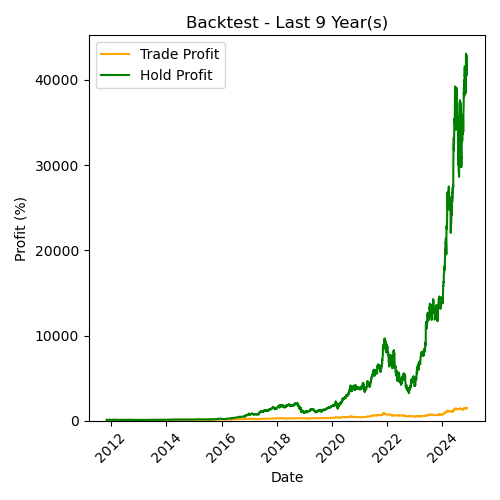 Backtest - Last 9 Year(s)
Trade Profit
Hold Profit
Profit (%)
40000
30000
20000
10000
0
2012
2014
2016
2018
2020
2022
2024
Date